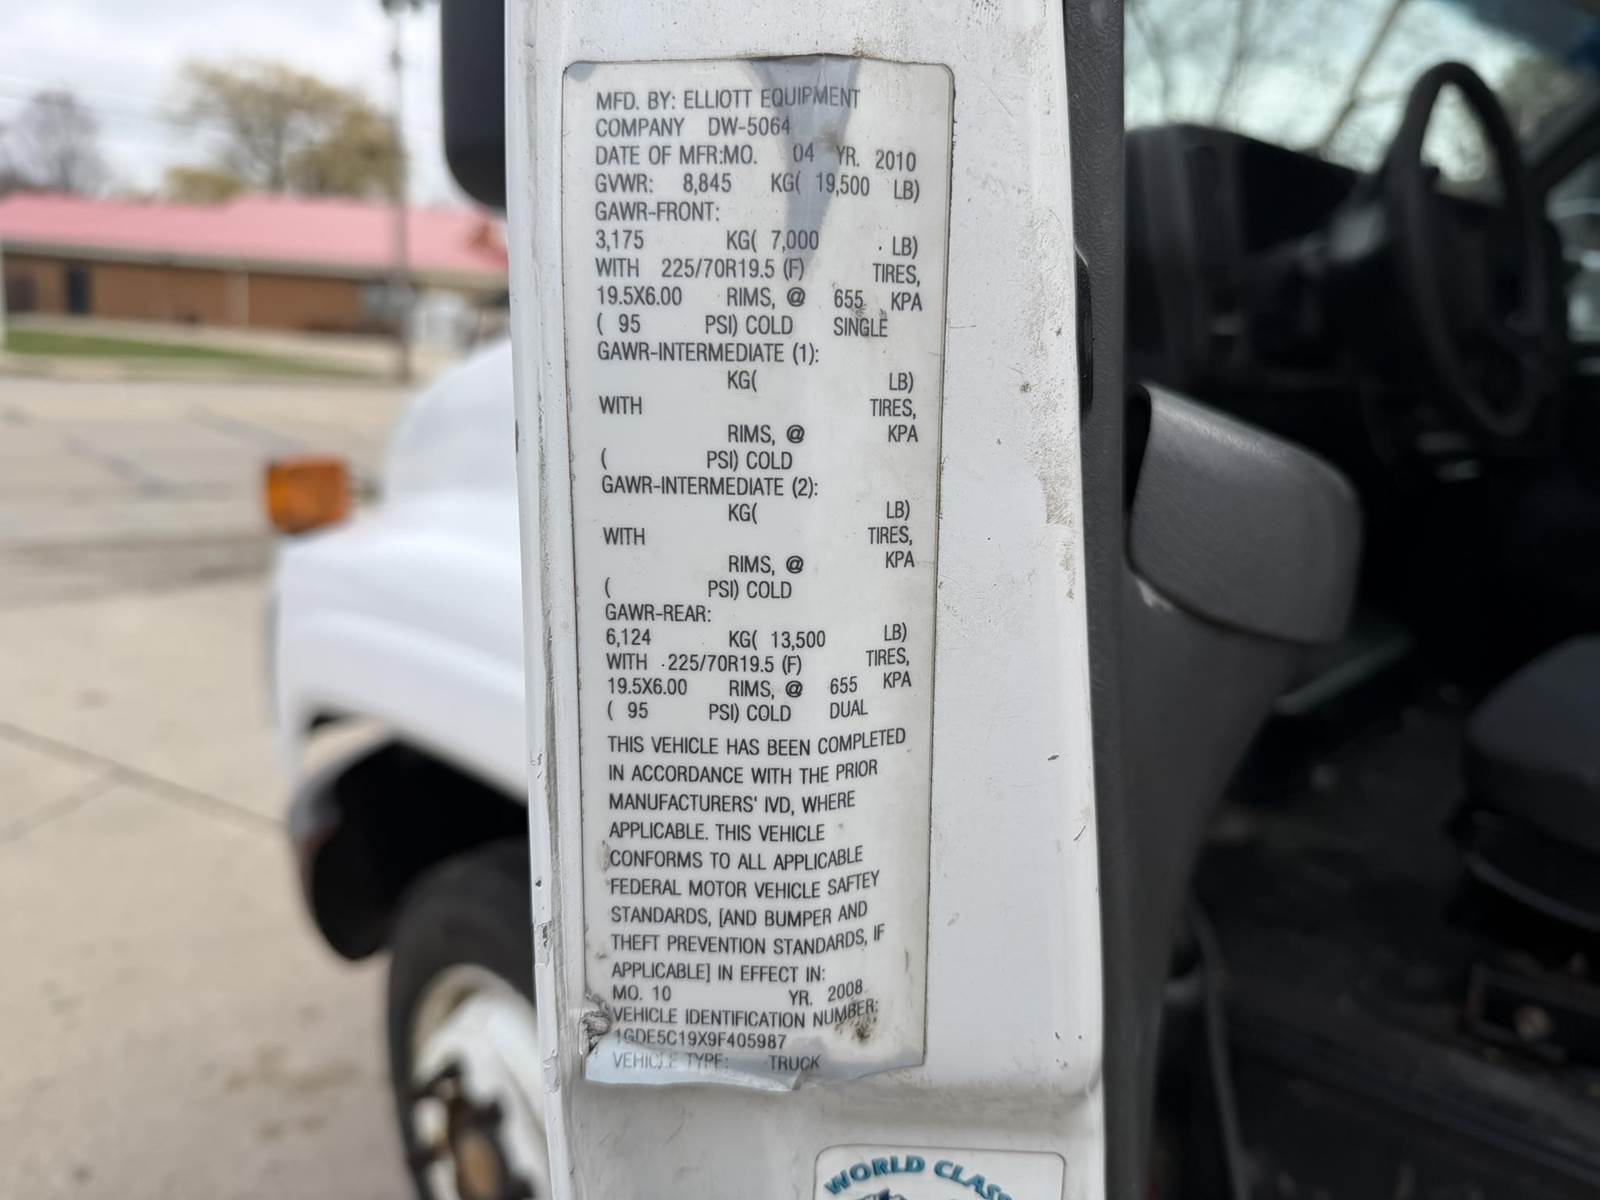 MFD. BY: ELLIOTT EQUIPMENT
COMPANY DW-5064
DATE OF MFR:MO. 04 YR. 2010
GVWR: 8,845 KG( 19,500 LB)
GAWR-FRONT:
3,175 KG( 7,000 LB)
WITH 225/70R19.5 (F) TIRES,
19.5X6.00 RIMS, @ 655 KPA
( 95 PSI) COLD SINGLE
GAWR-INTERMEDIATE (1):
KG( LB)
WITH TIRES,
RIMS, @ KPA
( PSI) COLD
GAWR-INTERMEDIATE (2):
KG( LB)
WITH TIRES,
RIMS, @ KPA
( PSI) COLD
GAWR-REAR:
6,124 KG( 13,500 LB)
WITH 225/70R19.5 (F) TIRES,
19.5X6.00 RIMS, @ 655 KPA
( 95 PSI) COLD DUAL
THIS VEHICLE HAS BEEN COMPLETED
IN ACCORDANCE WITH THE PRIOR
MANUFACTURERS' IVD, WHERE
APPLICABLE. THIS VEHICLE
CONFORMS TO ALL APPLICABLE
FEDERAL MOTOR VEHICLE SAFTEY
STANDARDS, [AND BUMPER AND
THEFT PREVENTION STANDARDS, IF
APPLICABLE] IN EFFECT IN:
MO. 10 YR. 2008
VEHICLE IDENTIFICATION NUMBER:
1GDE5C19X9F405987
VEHICLE TYPE: TRUCK
WORLD CLASS